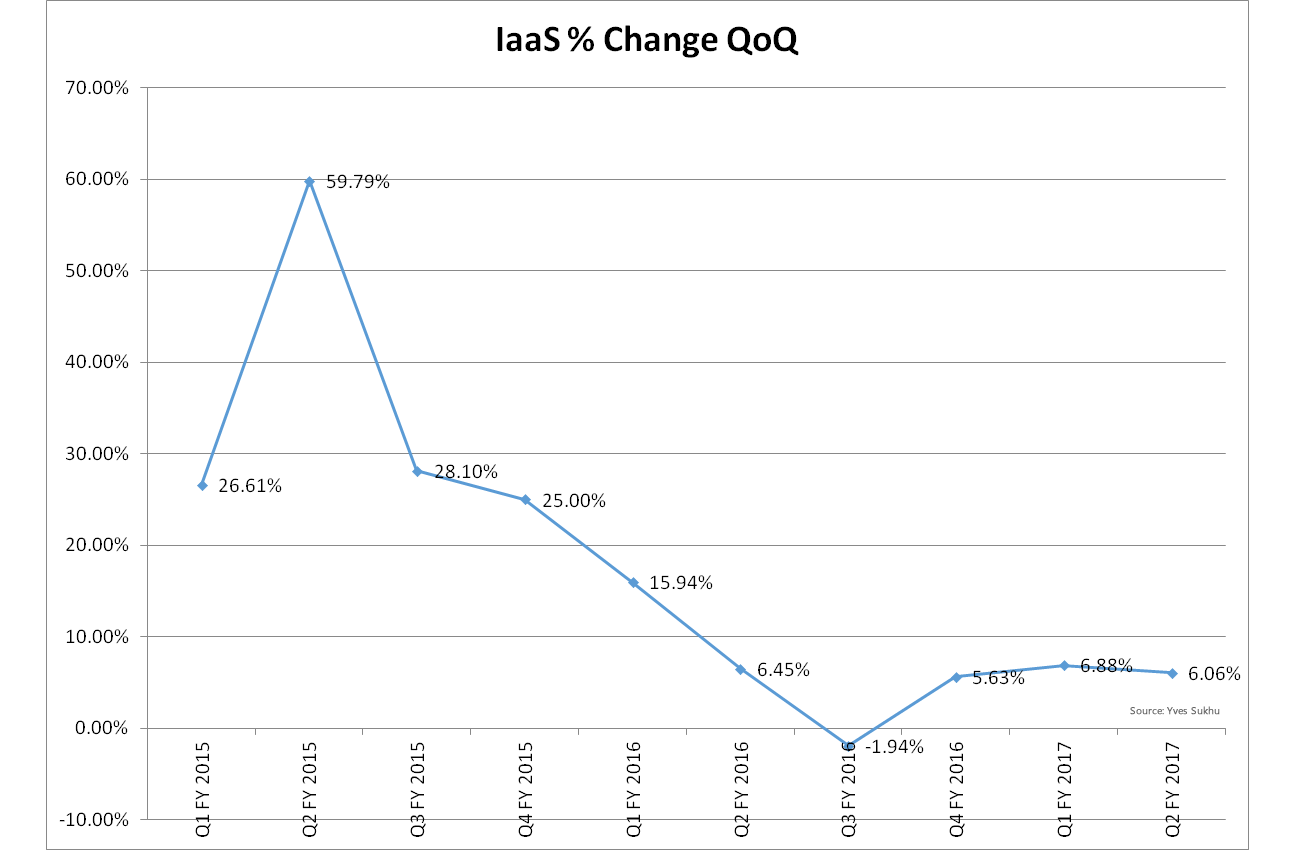 IaaS % Change QoQ
70.00%
60.00%
50.00%
40.00%
30.00%
20.00%
10.00%
0.00%
-10.00%
26.61%
59.79%
28.10%
25.00%
15.94%
6.45%
-1.94%
5.63%
6.88%
6.06%
Source: Yves Sukhu
Q1 FY 2015
Q2 FY 2015
Q3 FY 2015
Q4 FY 2015
Q1 FY 2016
Q2 FY 2016
Q3 FY 2016
Q4 FY 2016
Q1 FY 2017
Q2 FY 2017